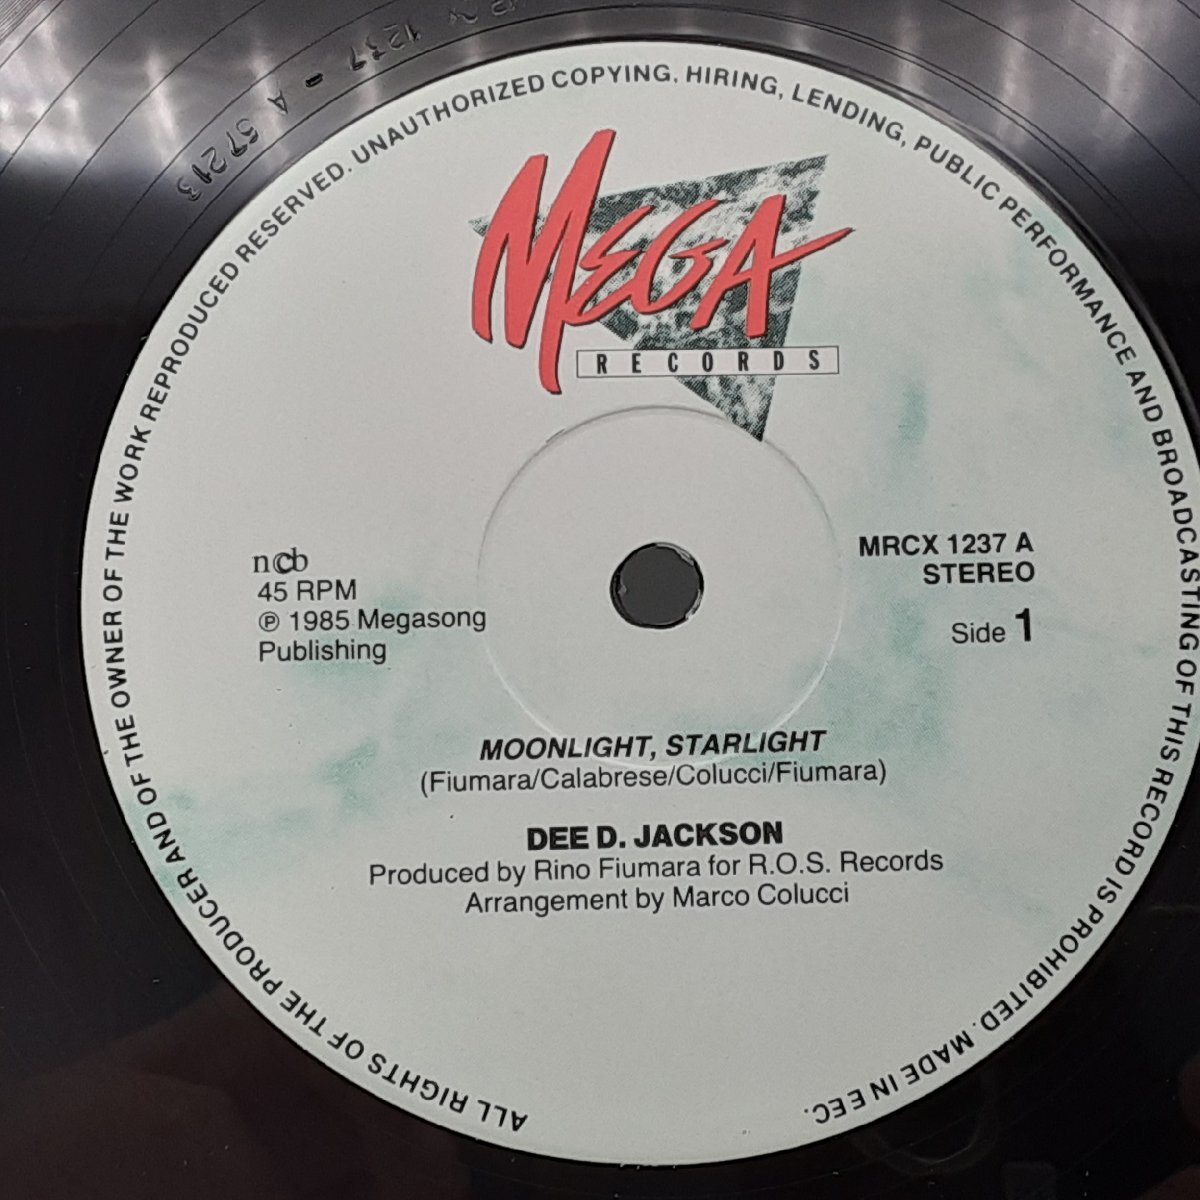 MRCX 1237 - A 57213
ALL RIGHTS OF THE PRODUCER AND OF THE OWNER OF THE WORK REPRODUCED RESERVED. UNAUTHORIZED COPYING, HIRING, LENDING, PUBLIC PERFORMANCE AND BROADCASTING OF THIS RECORD IS PROHIBITED. MADE IN EEC.
MEGA
RECORDS
ncb
45 RPM
℗ 1985 Megasong
Publishing
MRCX 1237 A
STEREO
Side 1
MOONLIGHT, STARLIGHT
(Fiumara/Calabrese/Colucci/Fiumara)
DEE D. JACKSON
Produced by Rino Fiumara for R.O.S. Records
Arrangement by Marco Colucci